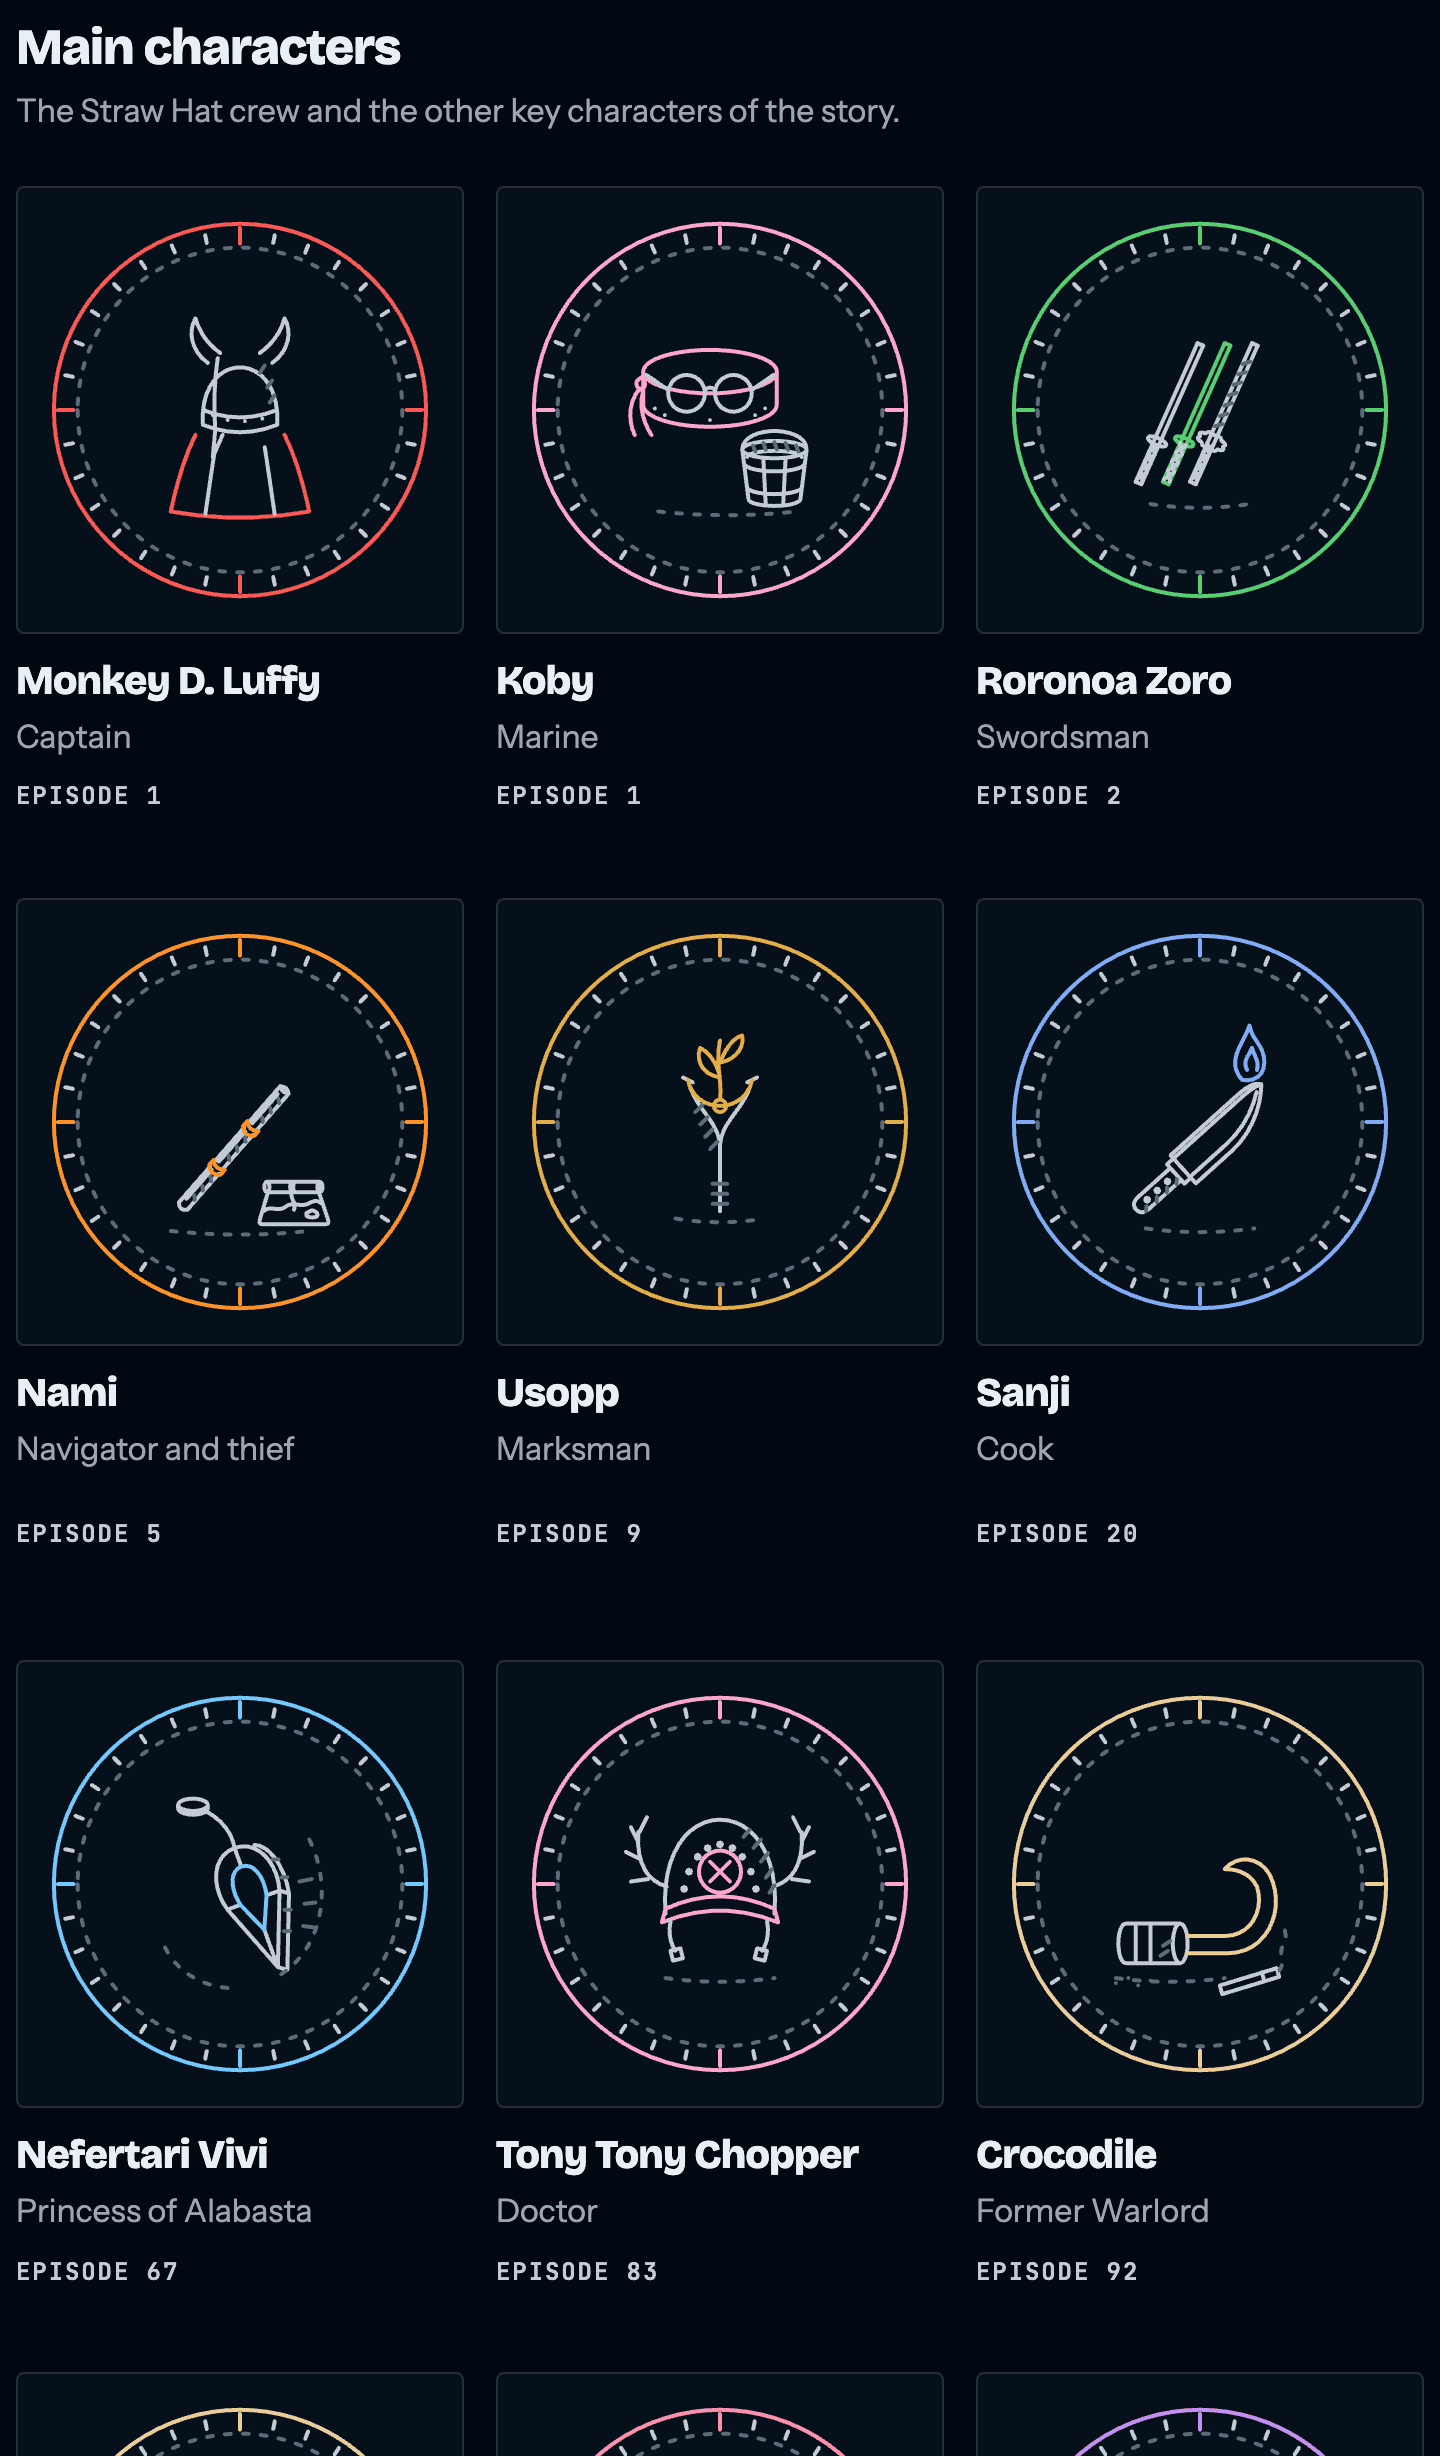 Main characters
The Straw Hat crew and the other key characters of the story.
Monkey D. Luffy
Captain
EPISODE 1
Koby
Marine
EPISODE 1
Roronoa Zoro
Swordsman
EPISODE 2
Nami
Navigator and thief
EPISODE 5
Usopp
Marksman
EPISODE 9
Sanji
Cook
EPISODE 20
Nefertari Vivi
Princess of Alabasta
EPISODE 67
Tony Tony Chopper
Doctor
EPISODE 83
Crocodile
Former Warlord
EPISODE 92